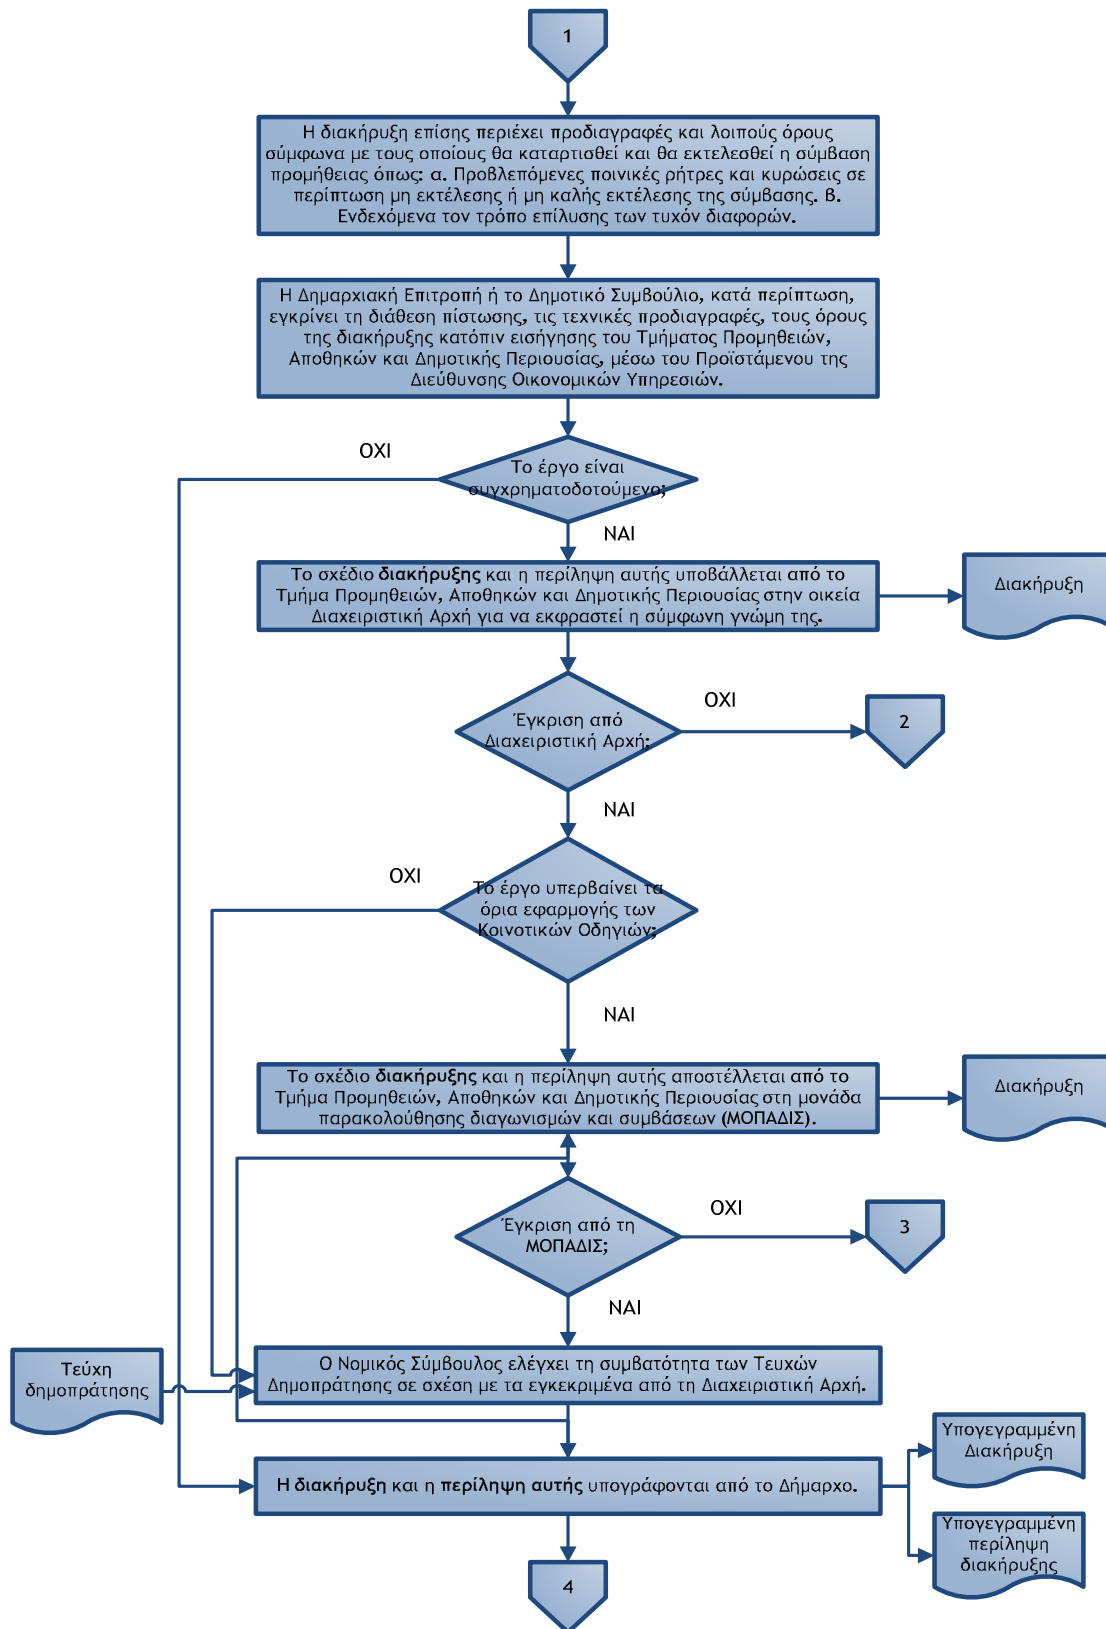 1
Η διακήρυξη επίσης περιέχει προδιαγραφές και λοιπούς όρους
σύμφωνα με τους οποίους θα καταρτισθεί και θα εκτελεσθεί η σύμβαση
προμήθειας όπως: α. Προβλεπόμενες ποινικές ρήτρες και κυρώσεις σε
περίπτωση μη εκτέλεσης ή μη καλής εκτέλεσης της σύμβασης. β.
Ενδεχόμενα τον τρόπο επίλυσης των τυχόν διαφορών.
Η Δημαρχιακή Επιτροπή ή το Δημοτικό Συμβούλιο, κατά περίπτωση,
εγκρίνει τη διάθεση πίστωσης, τις τεχνικές προδιαγραφές, τους όρους
της διακήρυξης κατόπιν εισήγησης του Τμήματος Προμηθειών,
Αποθηκών και Δημοτικής Περιουσίας, μέσω του Προϊστάμενου της
Διεύθυνσης Οικονομικών Υπηρεσιών.
ΟΧΙ
Το έργο είναι
συγχρηματοδοτούμενο;
ΝΑΙ
Το σχέδιο διακήρυξης και η περίληψη αυτής υποβάλλεται από το
Τμήμα Προμηθειών, Αποθηκών και Δημοτικής Περιουσίας στην οικεία
Διαχειριστική Αρχή για να εκφραστεί η σύμφωνη γνώμη της.
Διακήρυξη
Έγκριση από
Διαχειριστική Αρχή;
ΟΧΙ
2
ΝΑΙ
ΟΧΙ
Το έργο υπερβαίνει τα
όρια εφαρμογής των
Κοινοτικών Οδηγιών;
ΝΑΙ
Το σχέδιο διακήρυξης και η περίληψη αυτής αποστέλλεται από το
Τμήμα Προμηθειών, Αποθηκών και Δημοτικής Περιουσίας στη μονάδα
παρακολούθησης διαγωνισμών και συμβάσεων (ΜΟΠΑΔΙΣ).
Διακήρυξη
Έγκριση από τη
ΜΟΠΑΔΙΣ;
ΟΧΙ
3
ΝΑΙ
Τεύχη
δημοπράτησης
Ο Νομικός Σύμβουλος ελέγχει τη συμβατότητα των Τευχών
Δημοπράτησης σε σχέση με τα εγκεκριμένα από τη Διαχειριστική Αρχή.
Υπογεγραμμένη
Διακήρυξη
Η διακήρυξη και η περίληψη αυτής υπογράφονται από το Δήμαρχο.
Υπογεγραμμένη
περίληψη
διακήρυξης
4